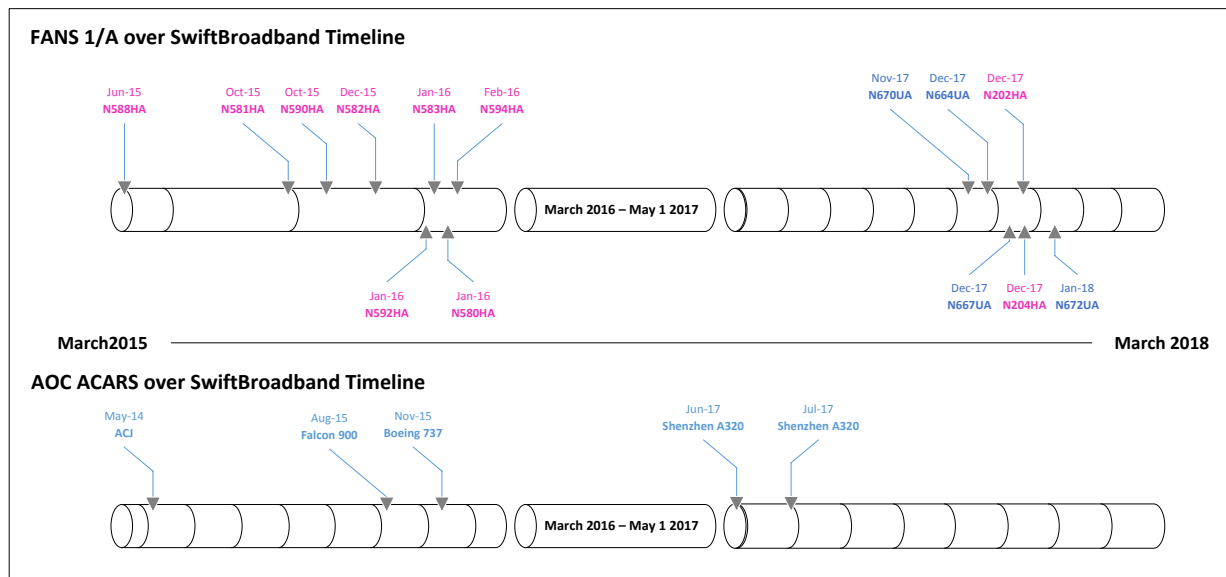 FANS 1/A over SwiftBroadband Timeline
Jun-15
N588HA
Oct-15
N581HA
Oct-15
N590HA
Dec-15
N582HA
Jan-16
N583HA
Feb-16
N594HA
Nov-17
N670UA
Dec-17
N664UA
Dec-17
N202HA
March 2016 – May 1 2017
Jan-16
N592HA
Jan-16
N580HA
Dec-17
N667UA
Dec-17
N204HA
Jan-18
N672UA
March2015
March 2018
AOC ACARS over SwiftBroadband Timeline
May-14
ACJ
Aug-15
Falcon 900
Nov-15
Boeing 737
Jun-17
Shenzhen A320
Jul-17
Shenzhen A320
March 2016 – May 1 2017